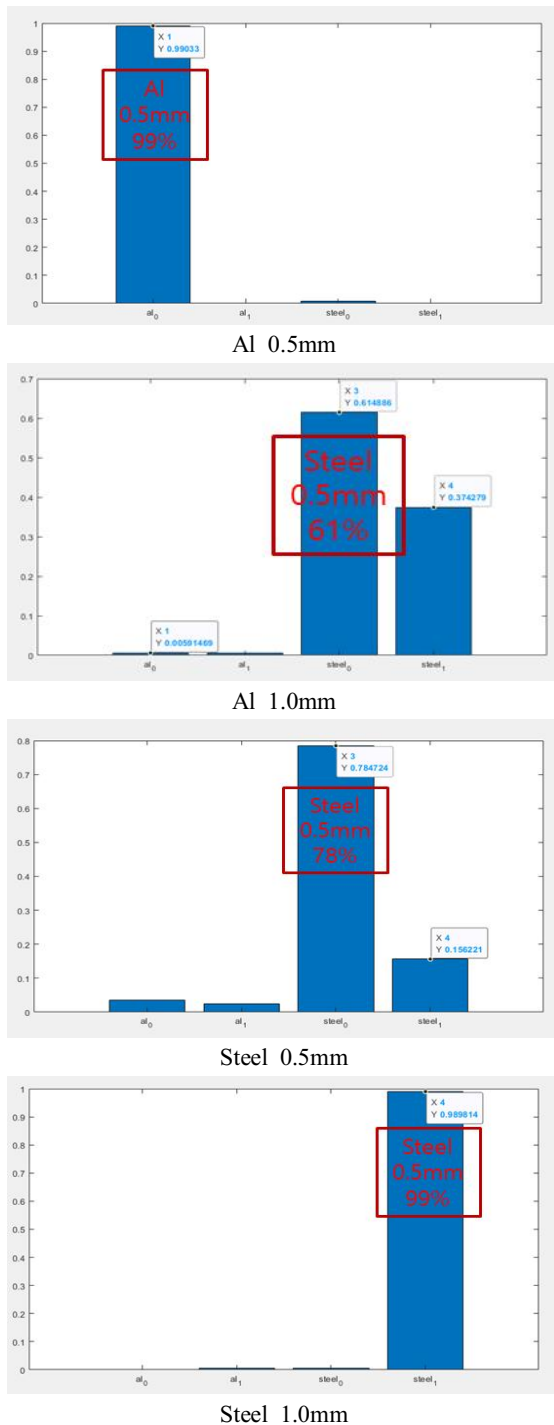 1
X 1
Y 0.99033
0.9
Al
0.8
0.5mm
0.7
99%
0.6
0.5
0.4
0.3
0.2
0.1
0
al₀ al₁ steel₀ steel₁
Al 0.5mm
0.7
X 3
Y 0.614886
0.6
X 4
Y 0.374279
0.5
Steel
0.5mm
61%
0.4
0.3
0.2
0.1
X 1
Y 0.00591469
0
al₀ al₁ steel₀ steel₁
Al 1.0mm
0.8
X 3
Y 0.784724
0.7
Steel
0.5mm
78%
0.6
0.5
0.4
0.3
0.2
X 4
Y 0.156221
0.1
0
al₀ al₁ steel₀ steel₁
Steel 0.5mm
1
X 4
Y 0.989814
0.9
Steel
0.5mm
99%
0.8
0.7
0.6
0.5
0.4
0.3
0.2
0.1
0
al₀ al₁ steel₀ steel₁
Steel 1.0mm